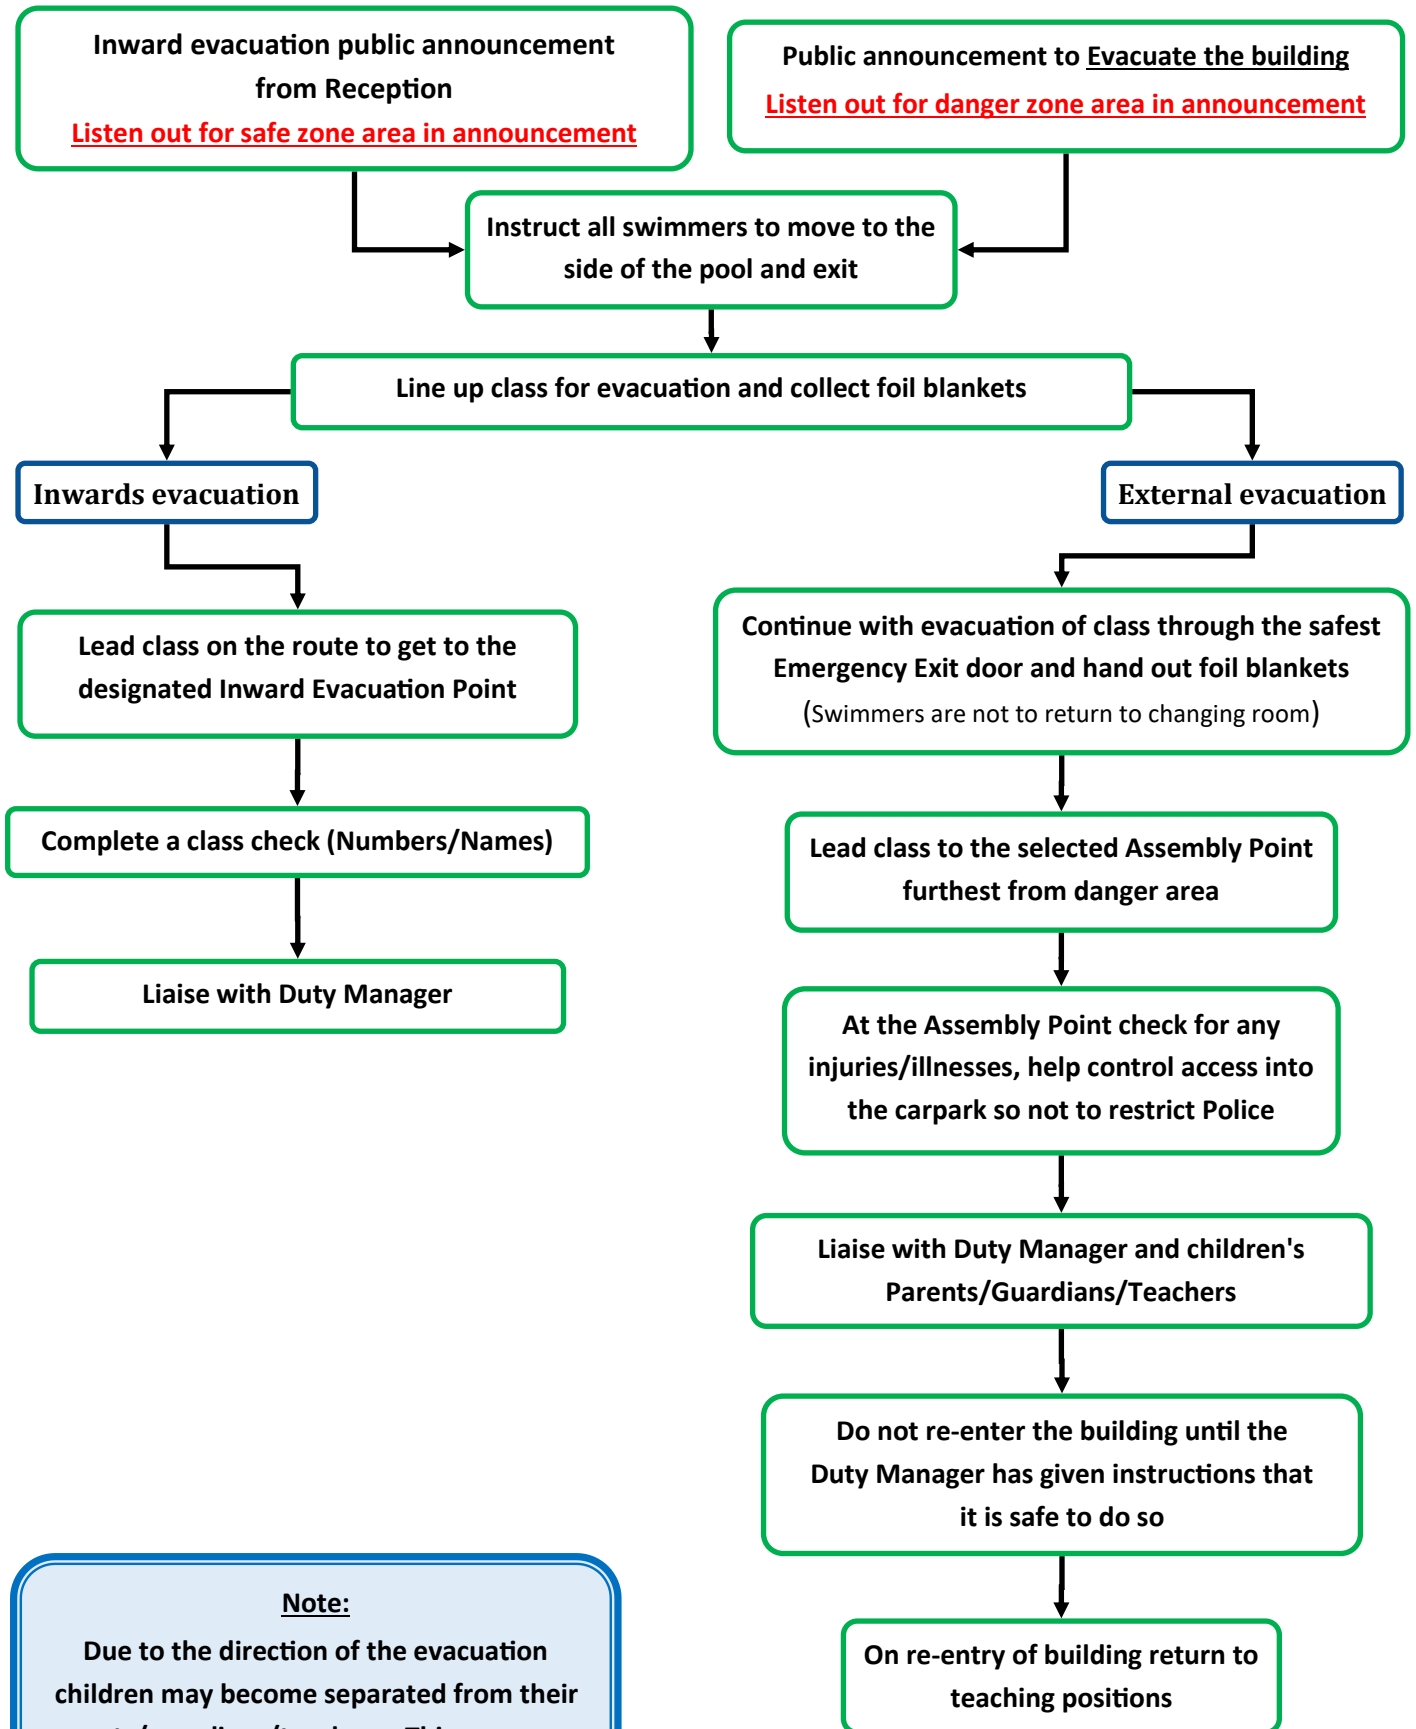 Inward evacuation public announcement
from Reception
Listen out for safe zone area in announcement
Public announcement to Evacuate the building
Listen out for danger zone area in announcement
Instruct all swimmers to move to the
side of the pool and exit
Line up class for evacuation and collect foil blankets
Inwards evacuation
External evacuation
Lead class on the route to get to the
designated Inward Evacuation Point
Complete a class check (Numbers/Names)
Liaise with Duty Manager
Continue with evacuation of class through the safest
Emergency Exit door and hand out foil blankets
(Swimmers are not to return to changing room)
Lead class to the selected Assembly Point
furthest from danger area
At the Assembly Point check for any
injuries/illnesses, help control access into
the carpark so not to restrict Police
Liaise with Duty Manager and children's
Parents/Guardians/Teachers
Do not re-enter the building until the
Duty Manager has given instructions that
it is safe to do so
On re-entry of building return to
teaching positions
Note:
Due to the direction of the evacuation
children may become separated from their